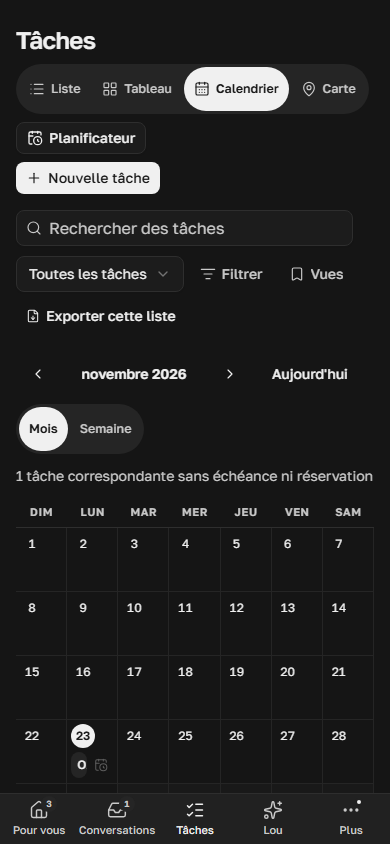 Tâches
Liste Tableau Calendrier Carte
Planificateur
Nouvelle tâche
Rechercher des tâches
Toutes les tâches Filtrer Vues
Exporter cette liste
novembre 2026 Aujourd'hui
Mois Semaine
1 tâche correspondante sans échéance ni réservation
DIM LUN MAR MER JEU VEN SAM
1 2 3 4 5 6 7
8 9 10 11 12 13 14
15 16 17 18 19 20 21
22 23 24 25 26 27 28
O
3 1
Pour vous Conversations Tâches Lou Plus